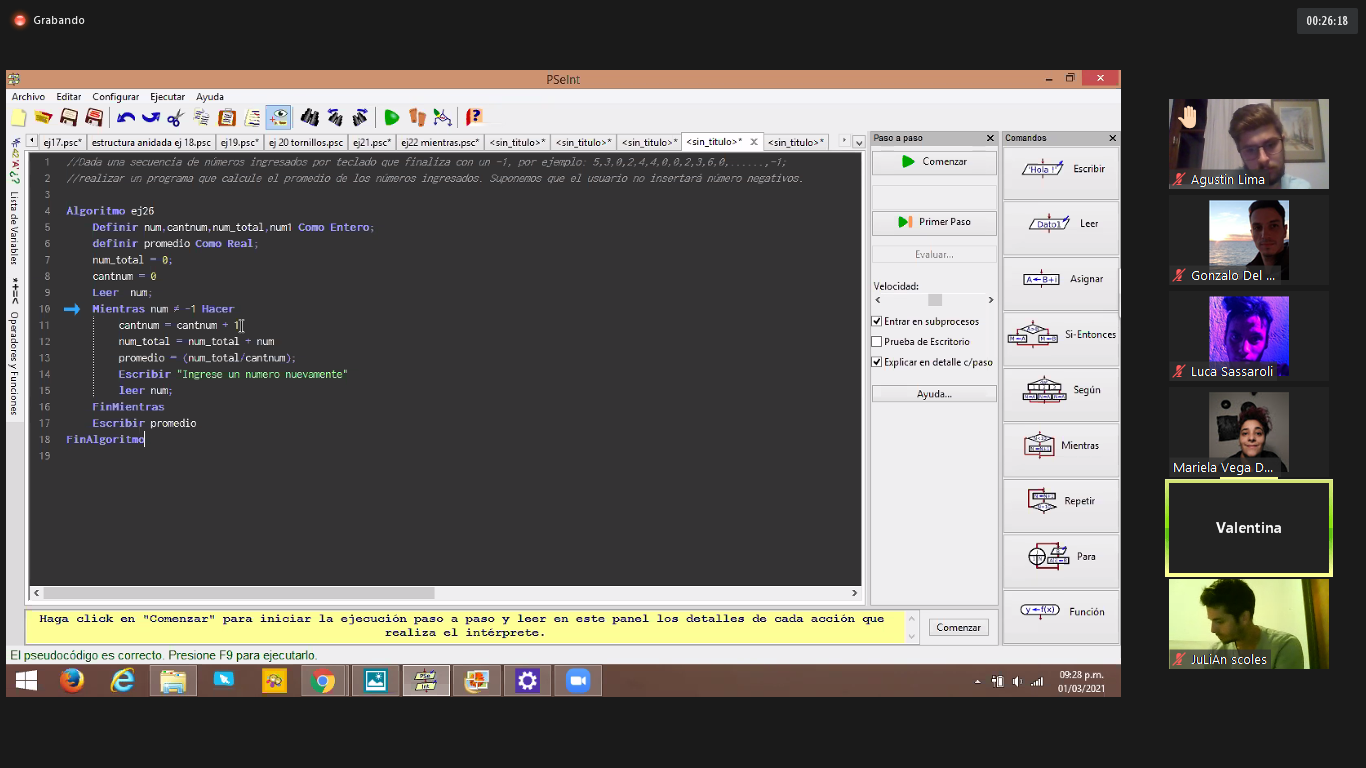 Grabando
00:26:18
PSeInt
Archivo Editar Configurar Ejecutar Ayuda
ej17.psc* estructura anidada ej 18.psc ej19.psc* ej 20 tornillos.psc ej21.psc* ej22 mientras.psc* <sin_titulo>* <sin_titulo>* <sin_titulo>* <sin_titulo>* <sin_titulo>*
Lista de Variables
*+=< Operadores y Funciones
1 //Dada una secuencia de números ingresados por teclado que finaliza con un -1, por ejemplo: 5,3,0,2,4,4,0,0,2,3,6,0,......,-1;
2 //realizar un programa que calcule el promedio de los números ingresados. Suponemos que el usuario no insertará número negativos.
3
4 Algoritmo ej26
5 Definir num,cantnum,num_total,num1 Como Entero;
6 definir promedio Como Real;
7 num_total = 0;
8 cantnum = 0
9 Leer num;
10 Mientras num ≠ -1 Hacer
11 cantnum = cantnum + 1
12 num_total = num_total + num
13 promedio = (num_total/cantnum);
14 Escribir "Ingrese un numero nuevamente"
15 leer num;
16 FinMientras
17 Escribir promedio
18 FinAlgoritmo
19
Paso a paso
Comenzar
Primer Paso
Evaluar...
Velocidad:
Entrar en subprocesos
Prueba de Escritorio
Explicar en detalle c/paso
Ayuda...
Comandos
'Hola !' Escribir
Dato1 Leer
A←B+1 Asignar
Si-Entonces
Según
Mientras
Repetir
Para
y←f(x) Función
Haga click en "Comenzar" para iniciar la ejecución paso a paso y leer en este panel los detalles de cada acción que
realiza el intérprete.
Comenzar
El pseudocódigo es correcto. Presione F9 para ejecutarlo.
09:28 p.m.
01/03/2021
Agustin Lima
Gonzalo Del ...
Luca Sassaroli
Mariela Vega D...
Valentina
JuLiAn scoles